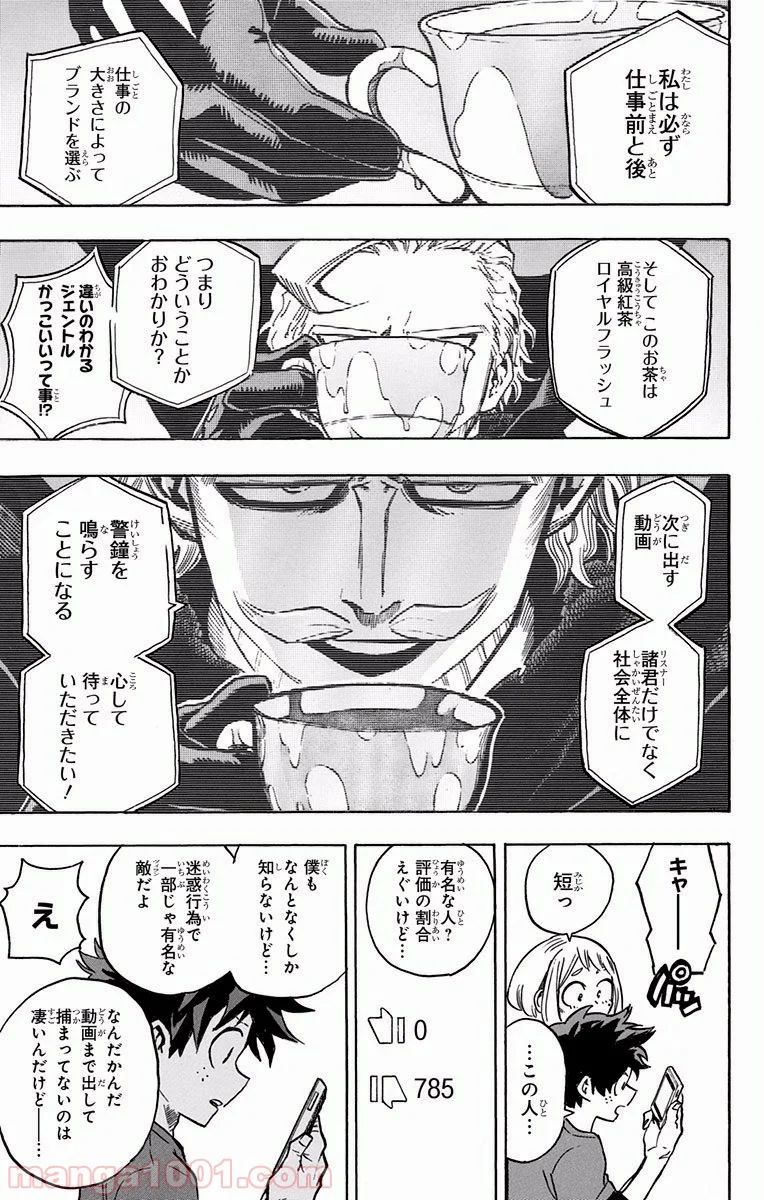 私は必ず
仕事前と後
仕事の
大きさによって
ブランドを選ぶ
そして このお茶は
高級紅茶
ロイヤルフラッシュ
つまり
どういうことか
おわかりか?
違いのわかる
ジェントル
かっこいいって事!?
次に出す
動画
諸君だけでなく
社会全体に
警鐘を
鳴らす
ことになる
心して
待って
いただきたい!
キャーー
パッ
短っ
…この人…
有名な人?
評価の割合
えぐいけど…
0
785
僕も
なんとなくしか
知らないけど…
迷惑行為で
一部じゃ有名な
敵だよ
え
なんだかんだ
動画まで出して
捕まってないのは
凄いんだけど――…
manga1001.com